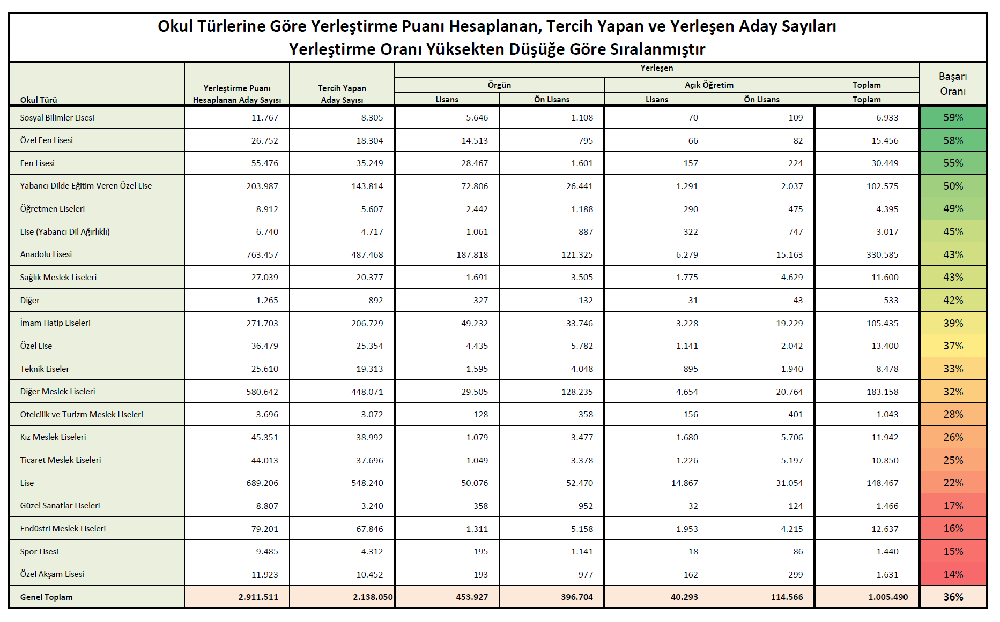 Okul Türlerine Göre Yerleştirme Puanı Hesaplanan, Tercih Yapan ve Yerleşen Aday Sayıları
Yerleştirme Oranı Yüksekten Düşüğe Göre Sıralanmıştır
Okul Türü Yerleştirme Puanı Hesaplanan Aday Sayısı Tercih Yapan Aday Sayısı Yerleşen Başarı Oranı
Örgün Açık Öğretim Toplam
Lisans Ön Lisans Lisans Ön Lisans Toplam
Sosyal Bilimler Lisesi 11.767 8.305 5.646 1.108 70 109 6.933 59%
Özel Fen Lisesi 26.752 18.304 14.513 795 66 82 15.456 58%
Fen Lisesi 55.476 35.249 28.467 1.601 157 224 30.449 55%
Yabancı Dilde Eğitim Veren Özel Lise 203.987 143.814 72.806 26.441 1.291 2.037 102.575 50%
Öğretmen Liseleri 8.912 5.607 2.442 1.188 290 475 4.395 49%
Lise (Yabancı Dil Ağırlıklı) 6.740 4.717 1.061 887 322 747 3.017 45%
Anadolu Lisesi 763.457 487.468 187.818 121.325 6.279 15.163 330.585 43%
Sağlık Meslek Liseleri 27.039 20.377 1.691 3.505 1.775 4.629 11.600 43%
Diğer 1.265 892 327 132 31 43 533 42%
İmam Hatip Liseleri 271.703 206.729 49.232 33.746 3.228 19.229 105.435 39%
Özel Lise 36.479 25.354 4.435 5.782 1.141 2.042 13.400 37%
Teknik Liseler 25.610 19.313 1.595 4.048 895 1.940 8.478 33%
Diğer Meslek Liseleri 580.642 448.071 29.505 128.235 4.654 20.764 183.158 32%
Otelcilik ve Turizm Meslek Liseleri 3.696 3.072 128 358 156 401 1.043 28%
Kız Meslek Liseleri 45.351 38.992 1.079 3.477 1.680 5.706 11.942 26%
Ticaret Meslek Liseleri 44.013 37.696 1.049 3.378 1.226 5.197 10.850 25%
Lise 689.206 548.240 50.076 52.470 14.867 31.054 148.467 22%
Güzel Sanatlar Liseleri 8.807 3.240 358 952 32 124 1.466 17%
Endüstri Meslek Liseleri 79.201 67.846 1.311 5.158 1.953 4.215 12.637 16%
Spor Lisesi 9.485 4.312 195 1.141 18 86 1.440 15%
Özel Akşam Lisesi 11.923 10.452 193 977 162 299 1.631 14%
Genel Toplam 2.911.511 2.138.050 453.927 396.704 40.293 114.566 1.005.490 36%